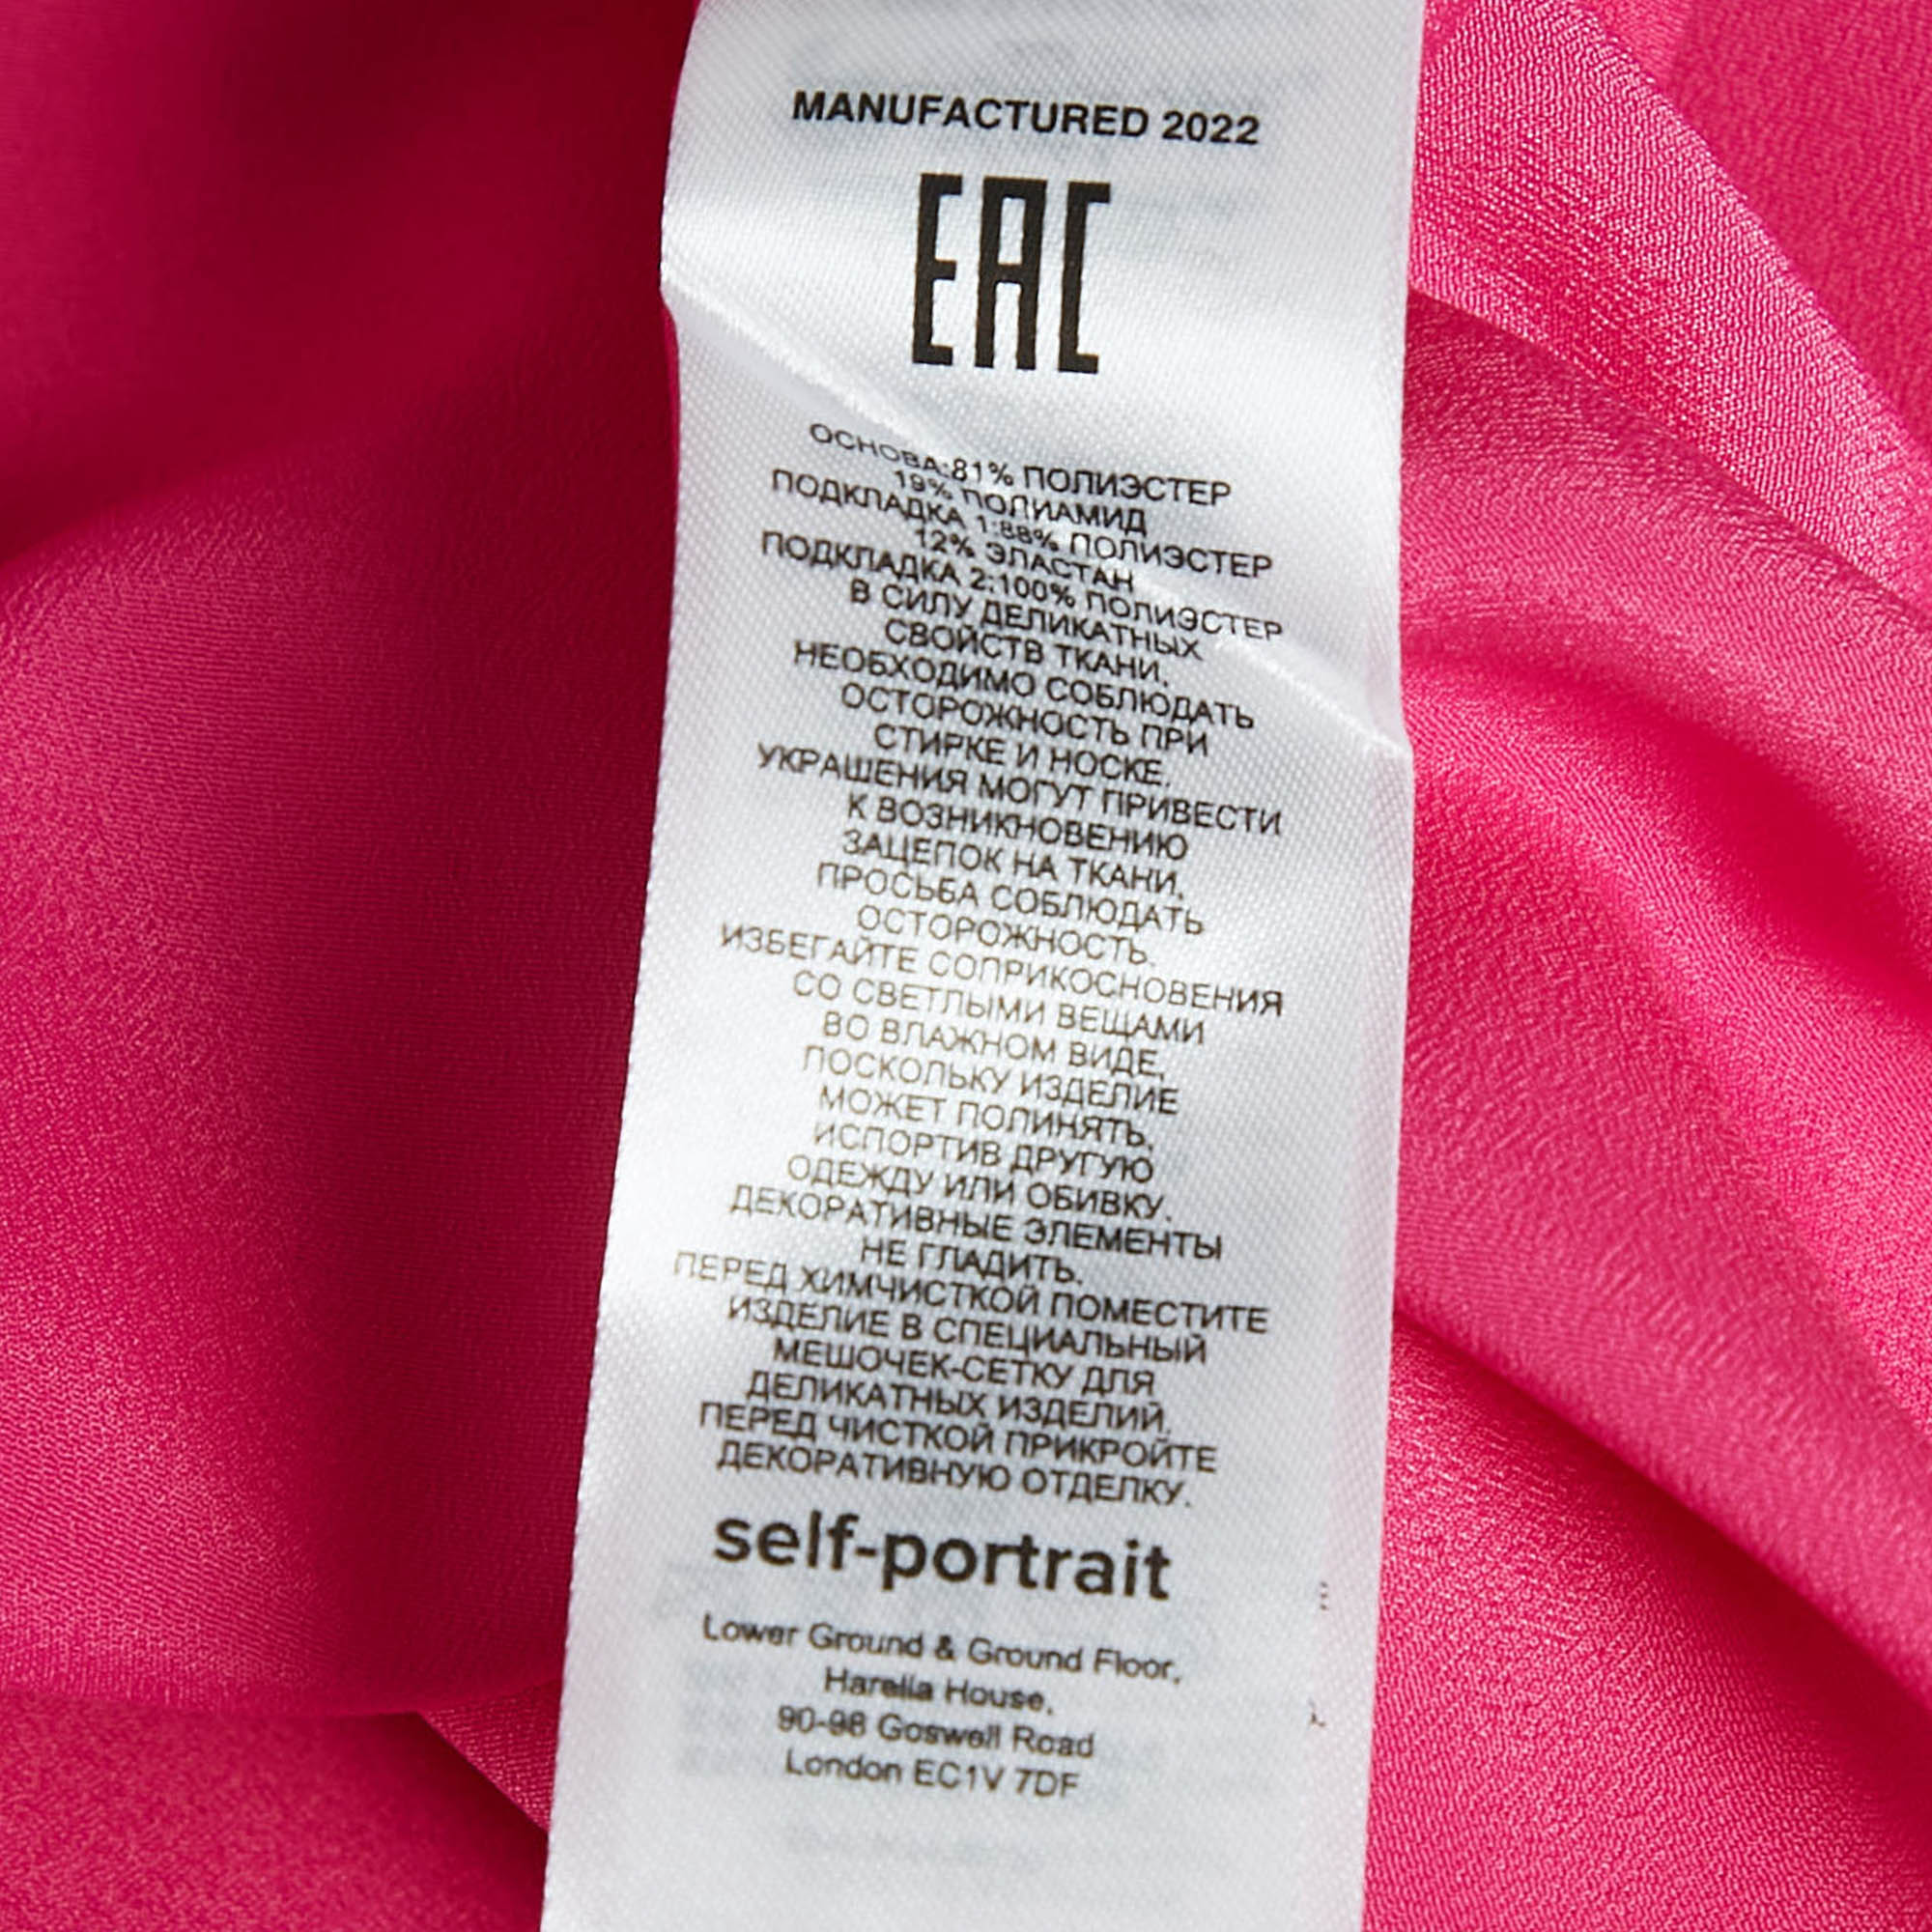 MANUFACTURED 2022
EAC
ОСНОВА:81% ПОЛИЭСТЕР
19% ПОЛИАМИД
ПОДКЛАДКА 1:88% ПОЛИЭСТЕР
12% ЭЛАСТАН
ПОДКЛАДКА 2:100% ПОЛИЭСТЕР
В СИЛУ ДЕЛИКАТНЫХ
СВОЙСТВ ТКАНИ,
НЕОБХОДИМО СОБЛЮДАТЬ
ОСТОРОЖНОСТЬ ПРИ
СТИРКЕ И НОСКЕ.
УКРАШЕНИЯ МОГУТ ПРИВЕСТИ
К ВОЗНИКНОВЕНИЮ
ЗАЦЕПОК НА ТКАНИ,
ПРОСЬБА СОБЛЮДАТЬ
ОСТОРОЖНОСТЬ.
ИЗБЕГАЙТЕ СОПРИКОСНОВЕНИЯ
СО СВЕТЛЫМИ ВЕЩАМИ
ВО ВЛАЖНОМ ВИДЕ,
ПОСКОЛЬКУ ИЗДЕЛИЕ
МОЖЕТ ПОЛИНЯТЬ,
ИСПОРТИВ ДРУГУЮ
ОДЕЖДУ ИЛИ ОБИВКУ.
ДЕКОРАТИВНЫЕ ЭЛЕМЕНТЫ
НЕ ГЛАДИТЬ.
ПЕРЕД ХИМЧИСТКОЙ ПОМЕСТИТЕ
ИЗДЕЛИЕ В СПЕЦИАЛЬНЫЙ
МЕШОЧЕК-СЕТКУ ДЛЯ
ДЕЛИКАТНЫХ ИЗДЕЛИЙ.
ПЕРЕД ЧИСТКОЙ ПРИКРОЙТЕ
ДЕКОРАТИВНУЮ ОТДЕЛКУ.
self-portrait
Lower Ground & Ground Floor,
Harella House,
90-98 Goswell Road
London EC1V 7DF